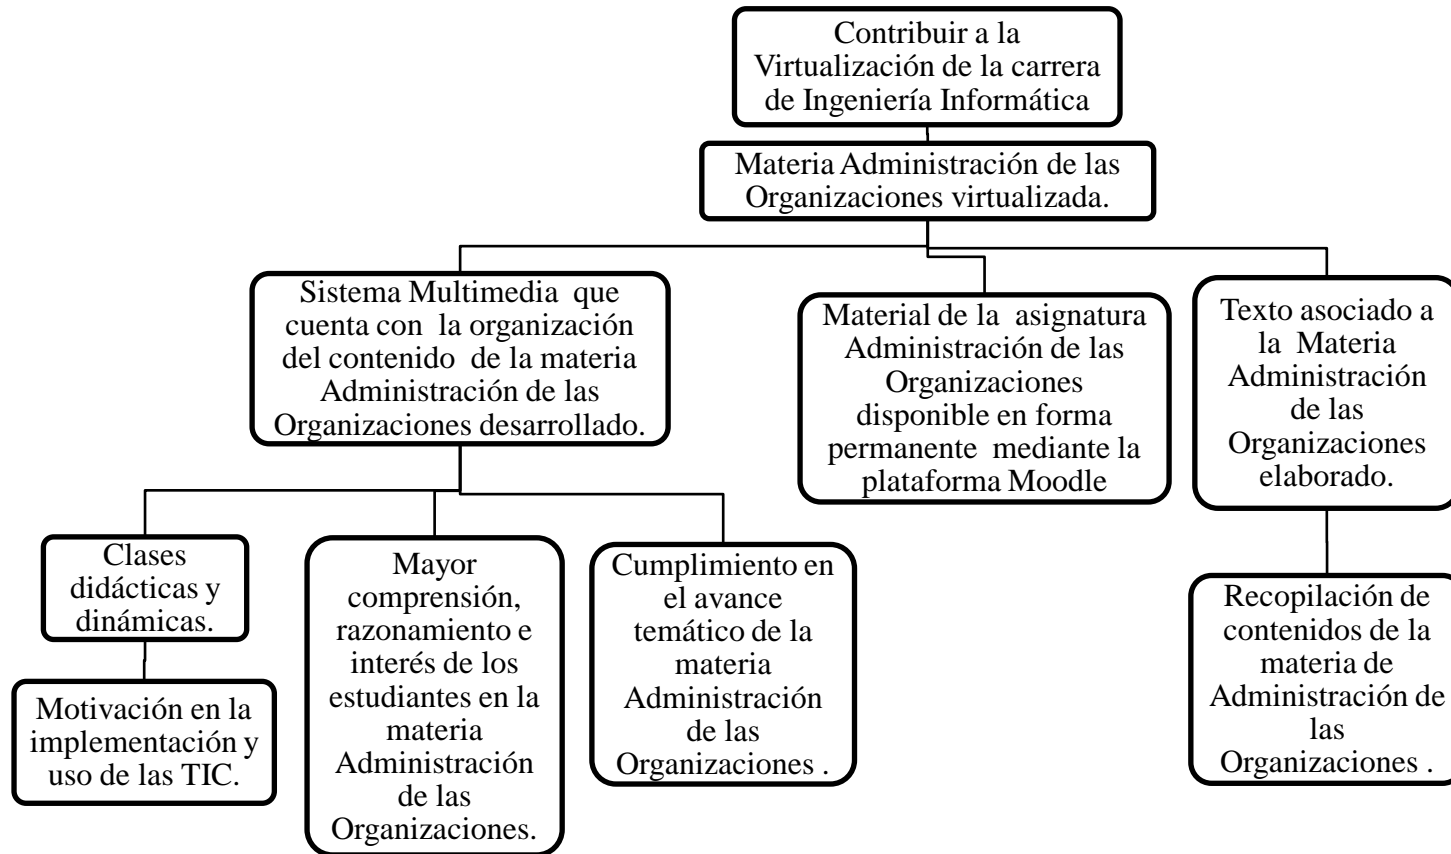 Contribuir a la
Virtualización de la carrera
de Ingeniería Informática
Materia Administración de las
Organizaciones virtualizada.
Sistema Multimedia que
cuenta con la organización
del contenido de la materia
Administración de las
Organizaciones desarrollado.
Material de la asignatura
Administración de las
Organizaciones
disponible en forma
permanente mediante la
plataforma Moodle
Texto asociado a
la Materia
Administración
de las
Organizaciones
elaborado.
Clases
didácticas y
dinámicas.
Mayor
comprensión,
razonamiento e
interés de los
estudiantes en la
materia
Administración
de las
Organizaciones.
Cumplimiento en
el avance
temático de la
materia
Administración
de las
Organizaciones .
Recopilación de
contenidos de la
materia de
Administración de
las
Organizaciones .
Motivación en la
implementación y
uso de las TIC.